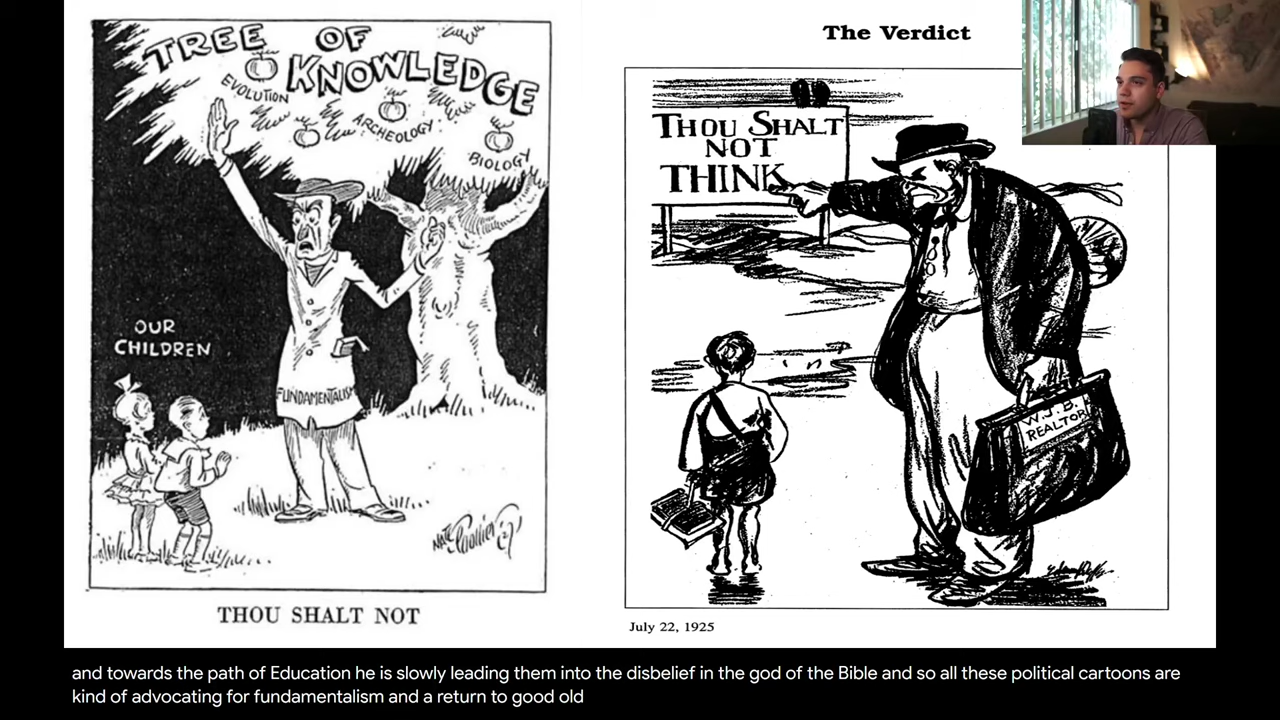 TREE OF
KNOWLEDGE
EVOLUTION
ARCHEOLOGY
BIOLOGY
OUR
CHILDREN
FUNDAMENTALISM
THOU SHALT NOT
The Verdict
THOU SHALT
NOT
THINK
W.J.B.
REALTOR
July 22, 1925
and towards the path of Education he is slowly leading them into the disbelief in the god of the Bible and so all these political cartoons are
kind of advocating for fundamentalism and a return to good old